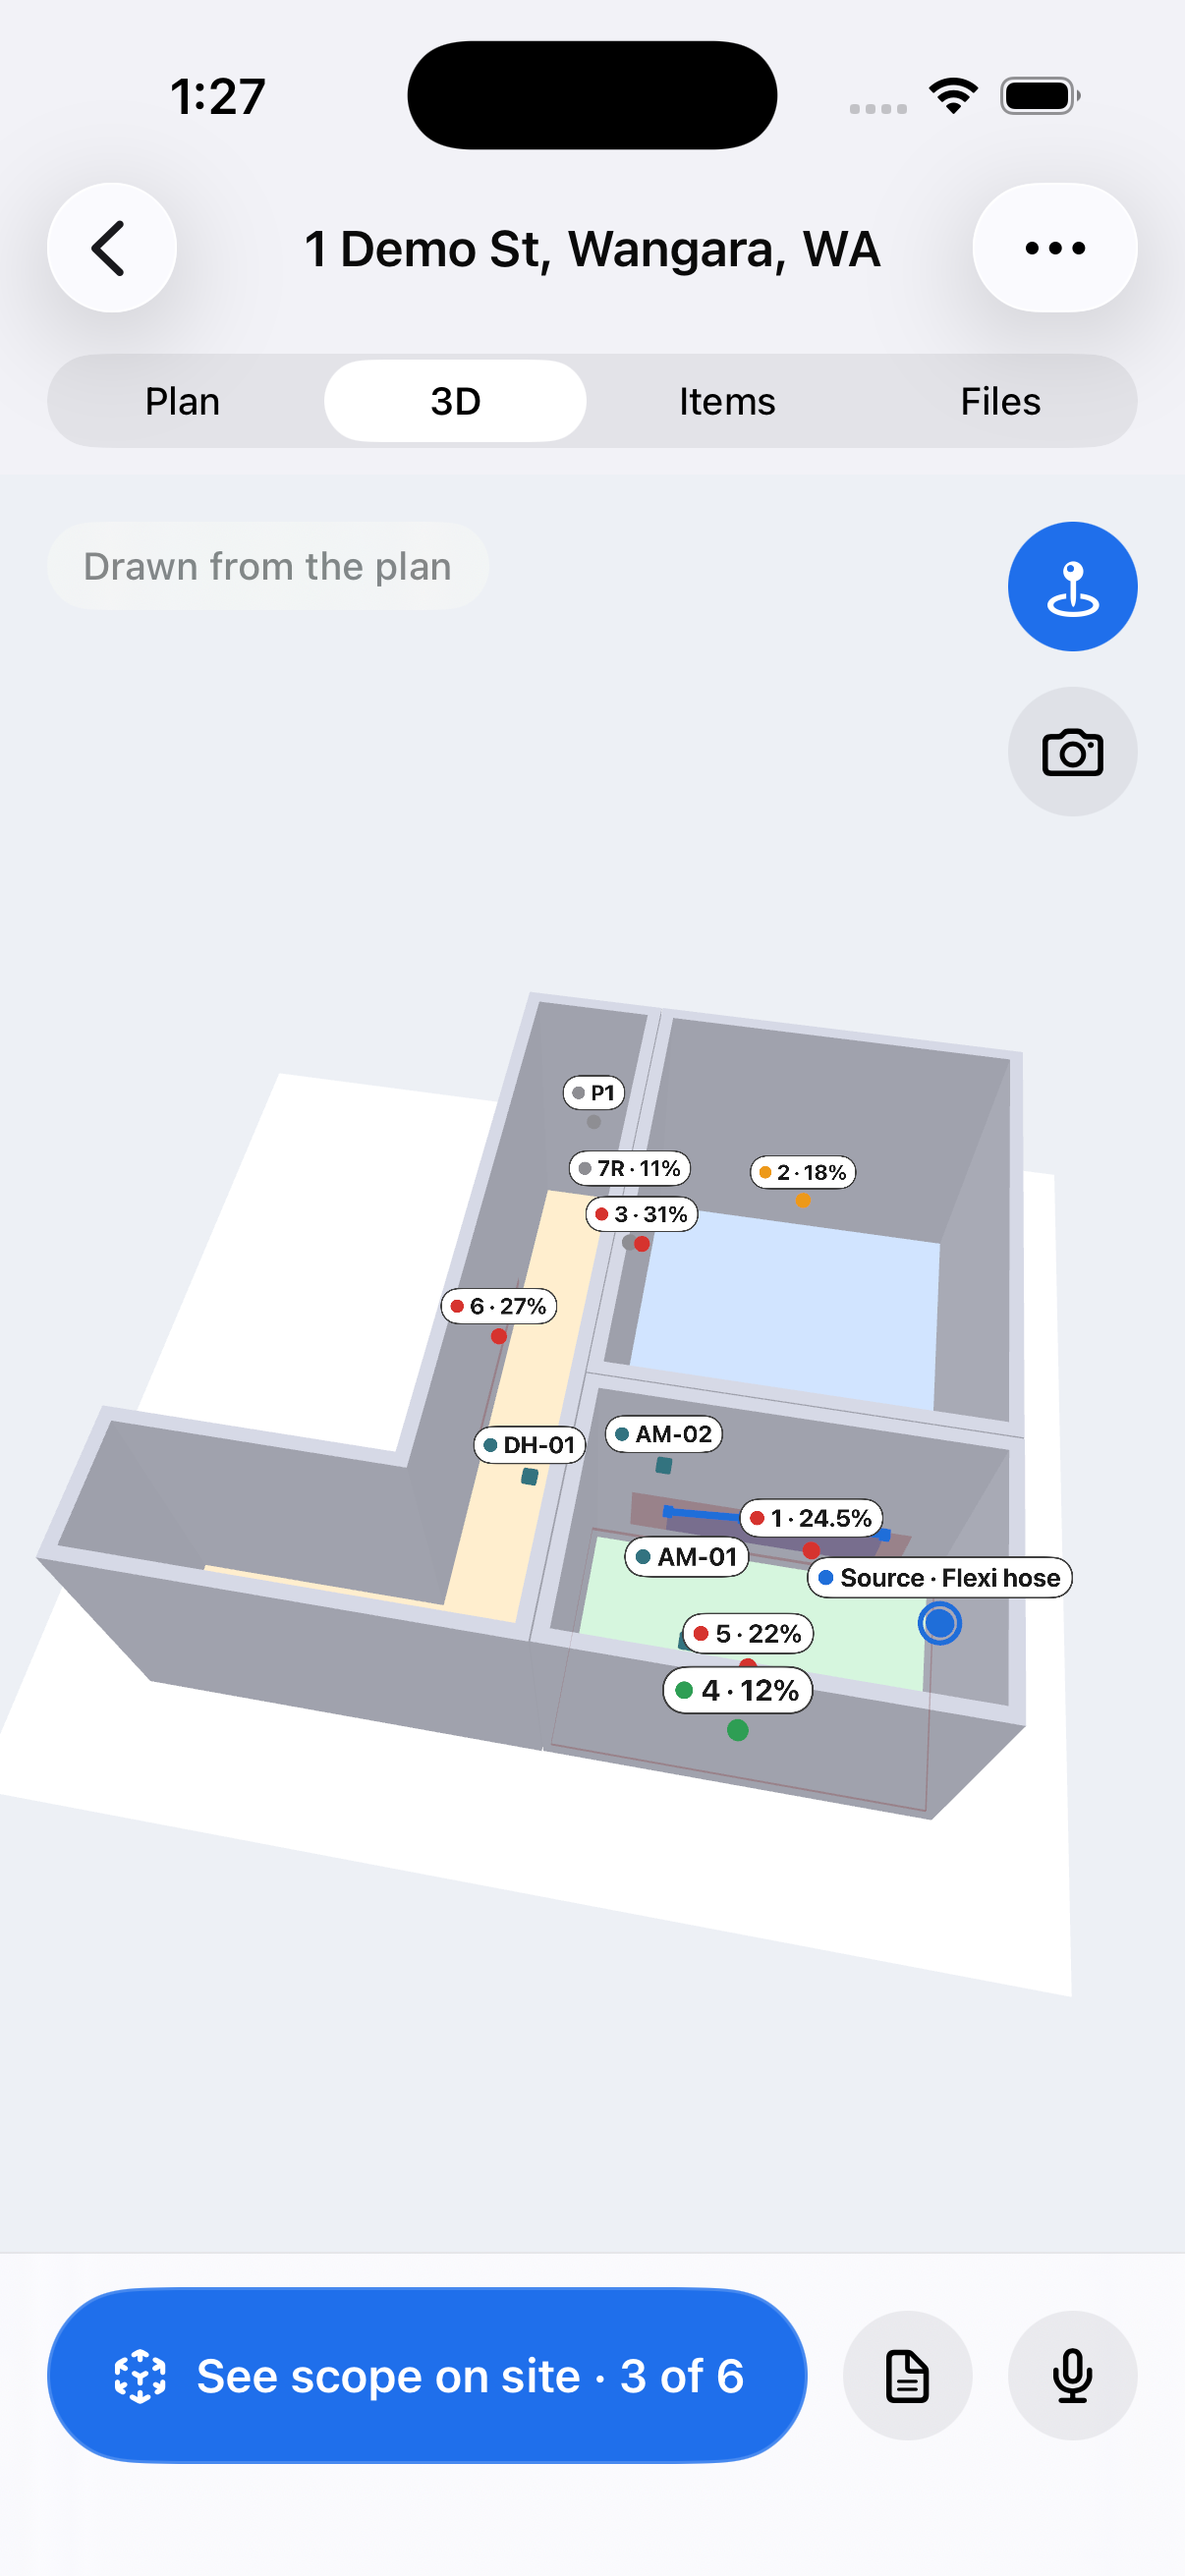 1:27
1 Demo St, Wangara, WA
Plan
3D
Items
Files
Drawn from the plan
P1
7R · 11%
2 · 18%
3 · 31%
6 · 27%
DH-01
AM-02
1 · 24.5%
AM-01
Source · Flexi hose
5 · 22%
4 · 12%
See scope on site · 3 of 6